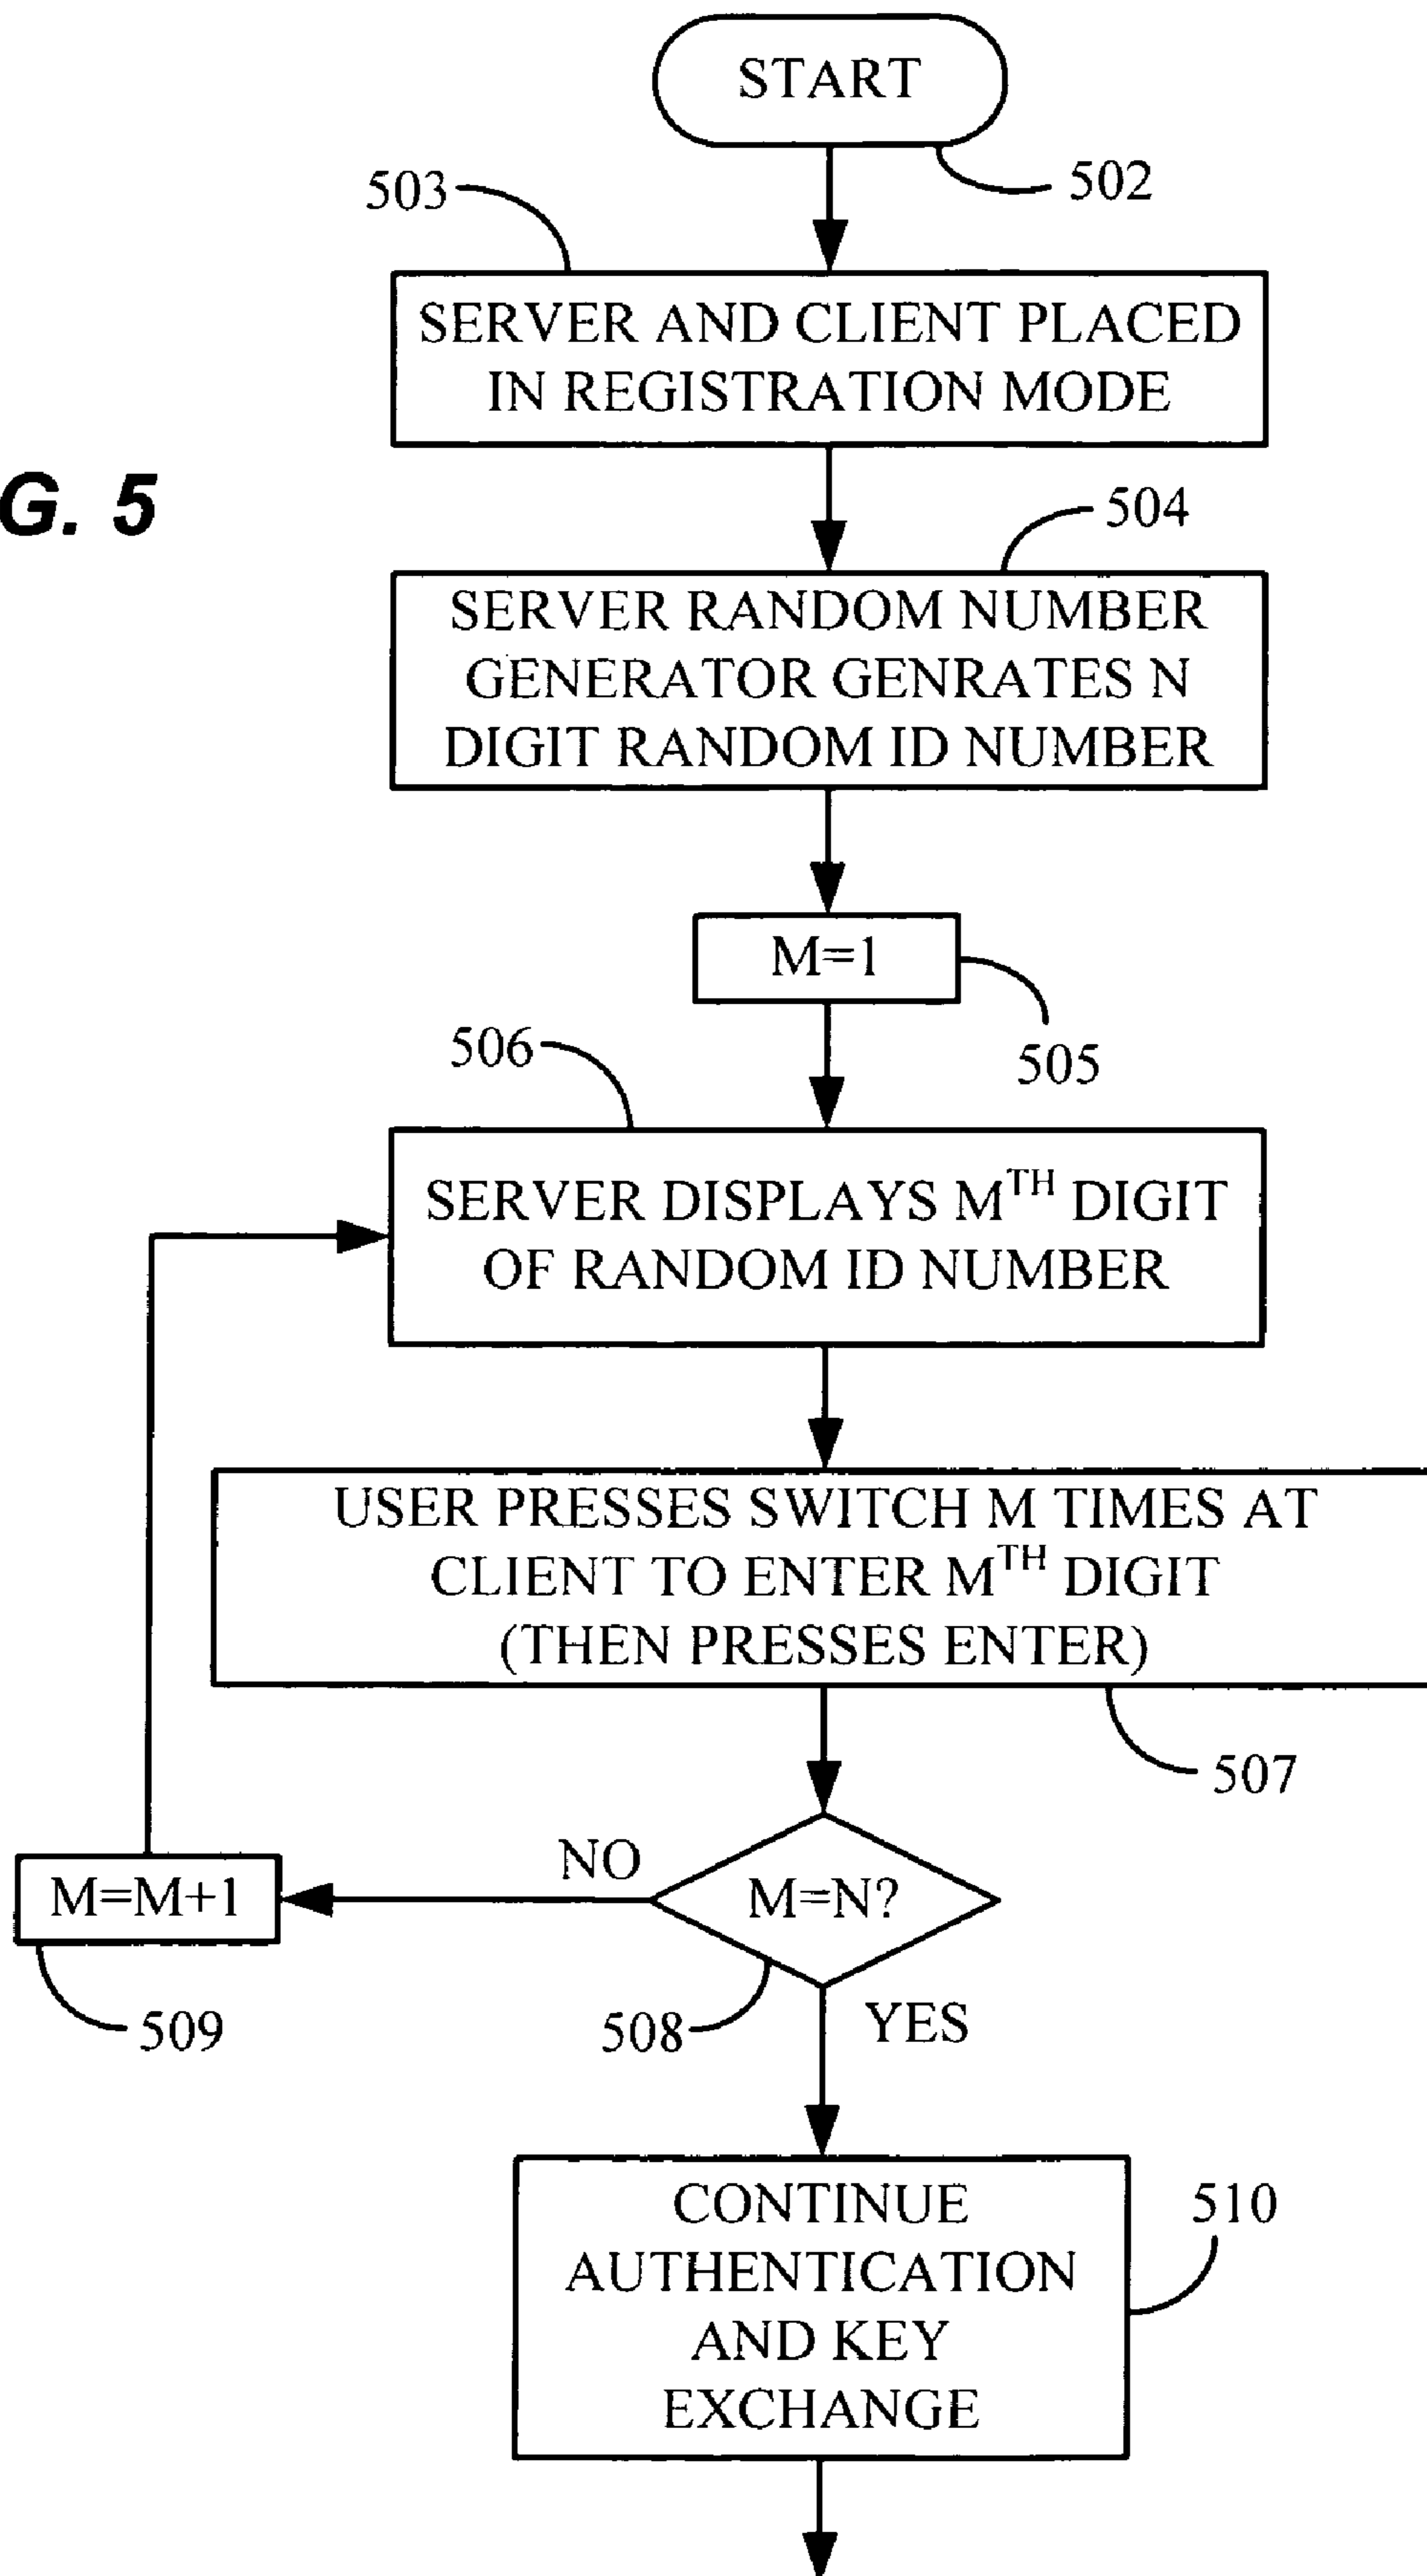 START
502
503
SERVER AND CLIENT PLACED
IN REGISTRATION MODE
G. 5
504
SERVER RANDOM NUMBER
GENERATOR GENRATES N
DIGIT RANDOM ID NUMBER
M=1
505
506
SERVER DISPLAYS MTH DIGIT
OF RANDOM ID NUMBER
USER PRESSES SWITCH M TIMES AT
CLIENT TO ENTER MTH DIGIT
(THEN PRESSES ENTER)
507
NO
M=N?
M=M+1
509
508
YES
CONTINUE
AUTHENTICATION
AND KEY
EXCHANGE
510